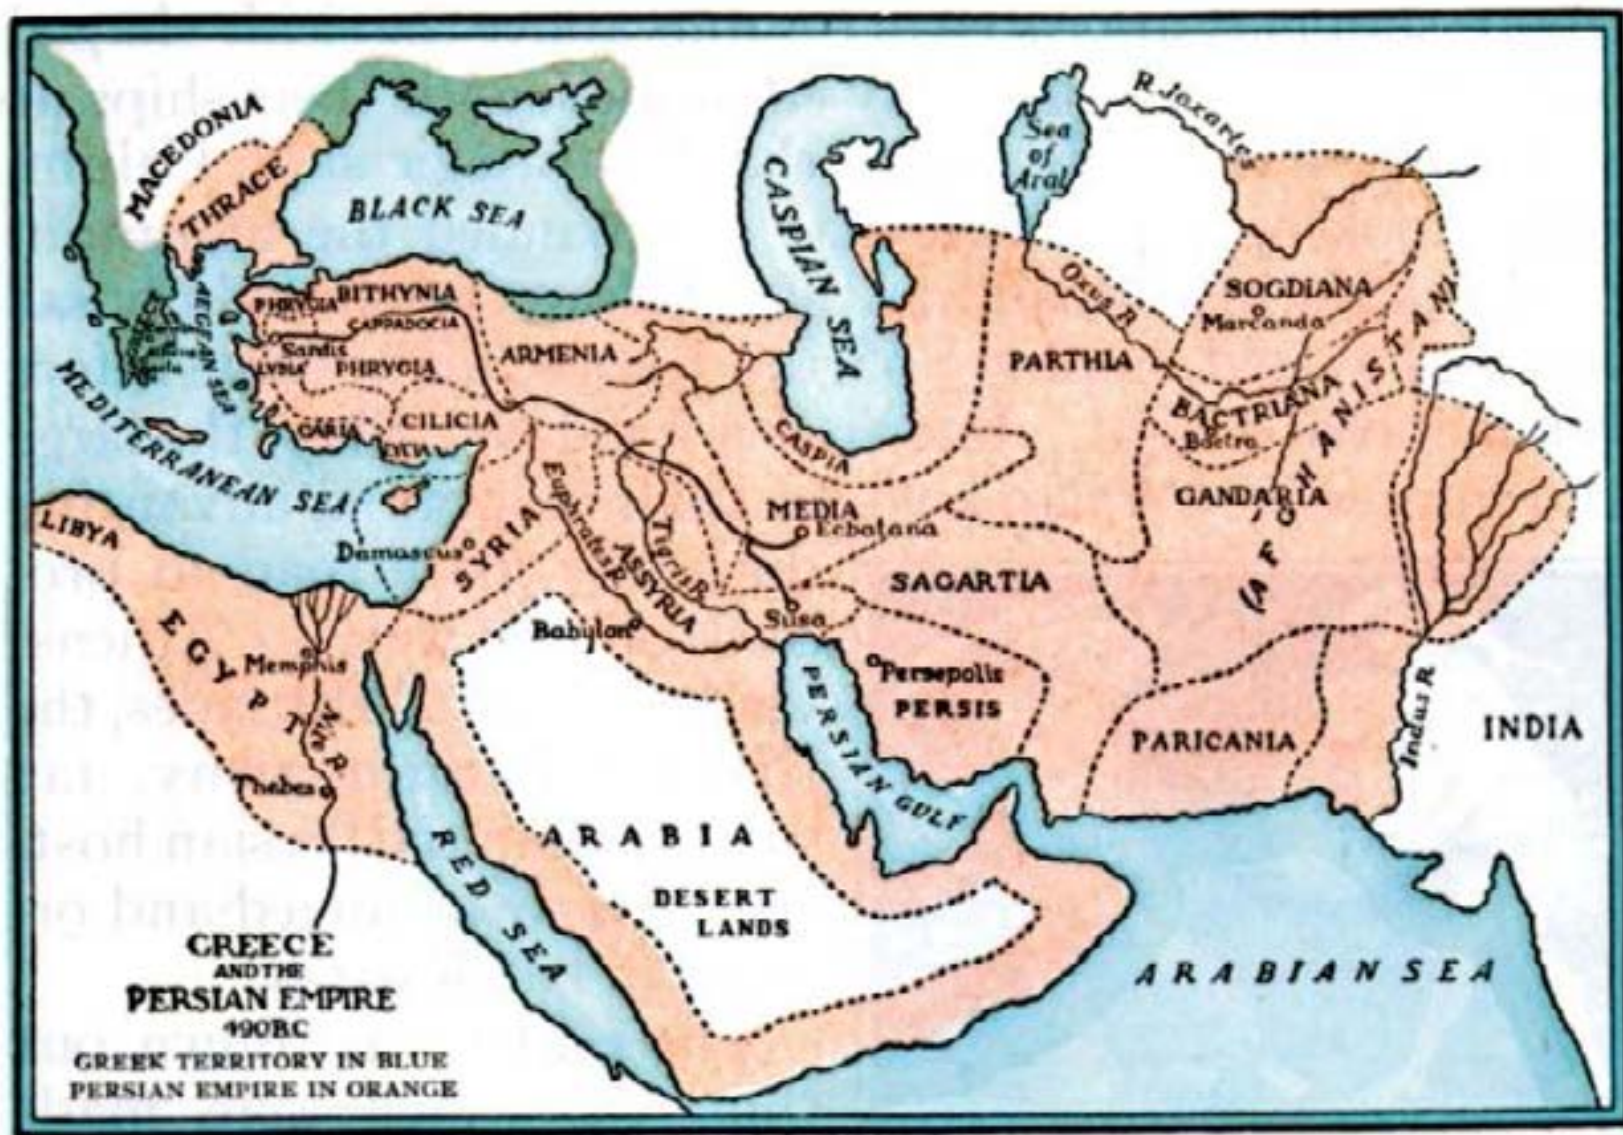 MACEDONIA
THRACE
BLACK SEA
CASPIAN SEA
Sea
of
Aral
R. Jaxartes
Oxus R.
SOGDIANA
Marcanda
PHRYGIA
BITHYNIA
CAPPADOCIA
AEGEAN SEA
Sardis
LYDIA
PHRYGIA
ARMENIA
PARTHIA
BACTRIANA
Bactra
(AFGHANISTAN)
CARIA
CILICIA
MEDITERRANEAN SEA
CASPIA
GANDARIA
LIBYA
Damascus
SYRIA
Euphrates R.
Tigris R.
ASSYRIA
MEDIA
Ecbatana
SAGARTIA
Babylon
Susa
EGYPT
Memphis
Nile R.
Thebes
Persepolis
PERSIS
PERSIAN GULF
PARICANIA
Indus R.
INDIA
RED SEA
ARABIA
DESERT
LANDS
ARABIAN SEA
GREECE
AND THE
PERSIAN EMPIRE
490 B.C
GREEK TERRITORY IN BLUE
PERSIAN EMPIRE IN ORANGE